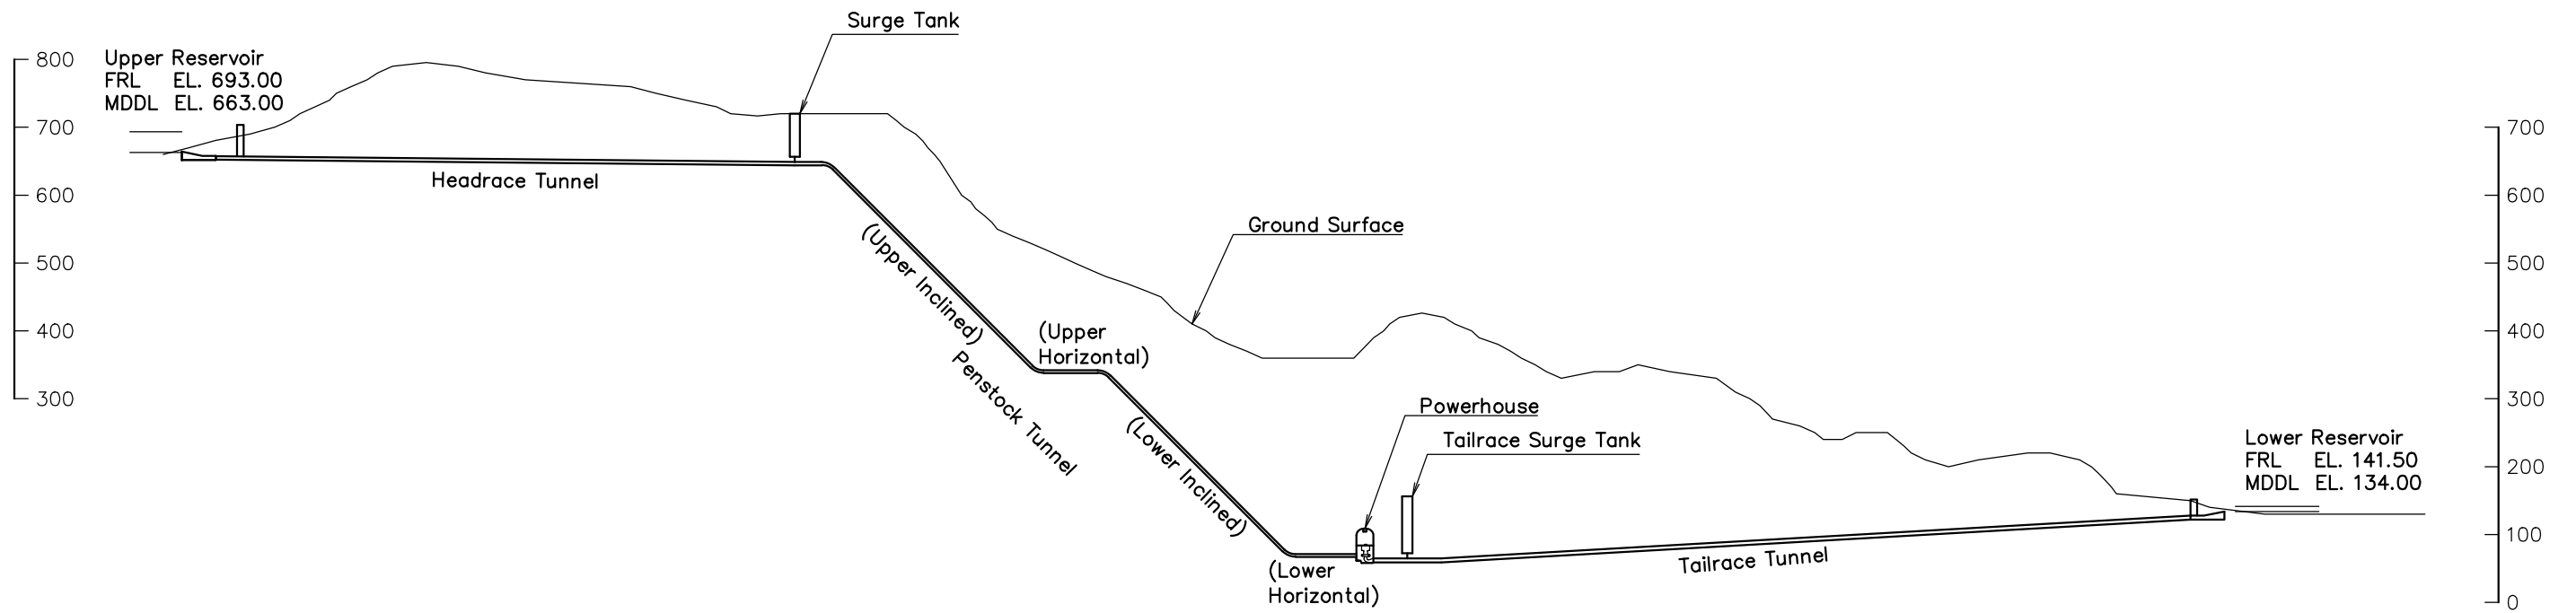 Surge Tank
800
700
600
500
400
300
Upper Reservoir
FRL EL. 693.00
MDDL EL. 663.00
Headrace Tunnel
(Upper Inclined)
Penstock Tunnel
(Upper
Horizontal)
(Lower Inclined)
(Lower
Horizontal)
Ground Surface
Powerhouse
Tailrace Surge Tank
Tailrace Tunnel
Lower Reservoir
FRL EL. 141.50
MDDL EL. 134.00
700
600
500
400
300
200
100
0